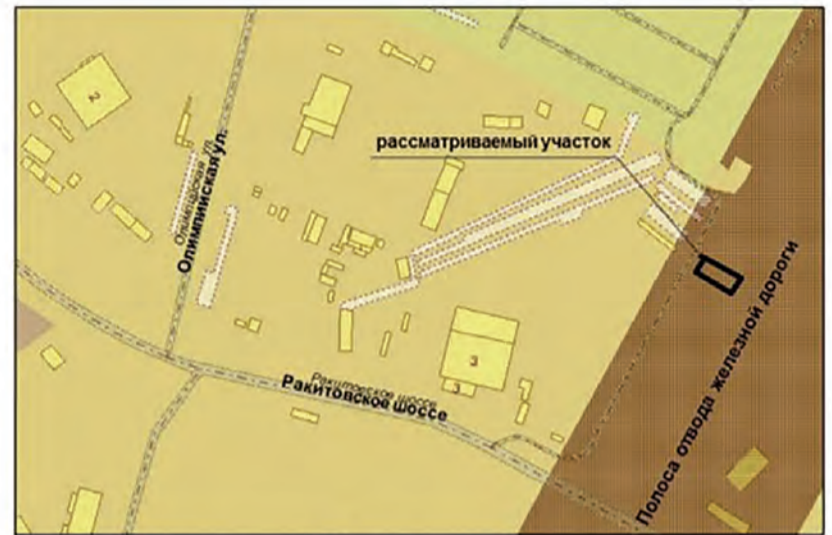 2
рассматриваемый участок
Олимпийская ул.
Олимпийская ул.
3
3
Ракитовское шоссе
Ракитовское шоссе
Полоса отвода железной дороги